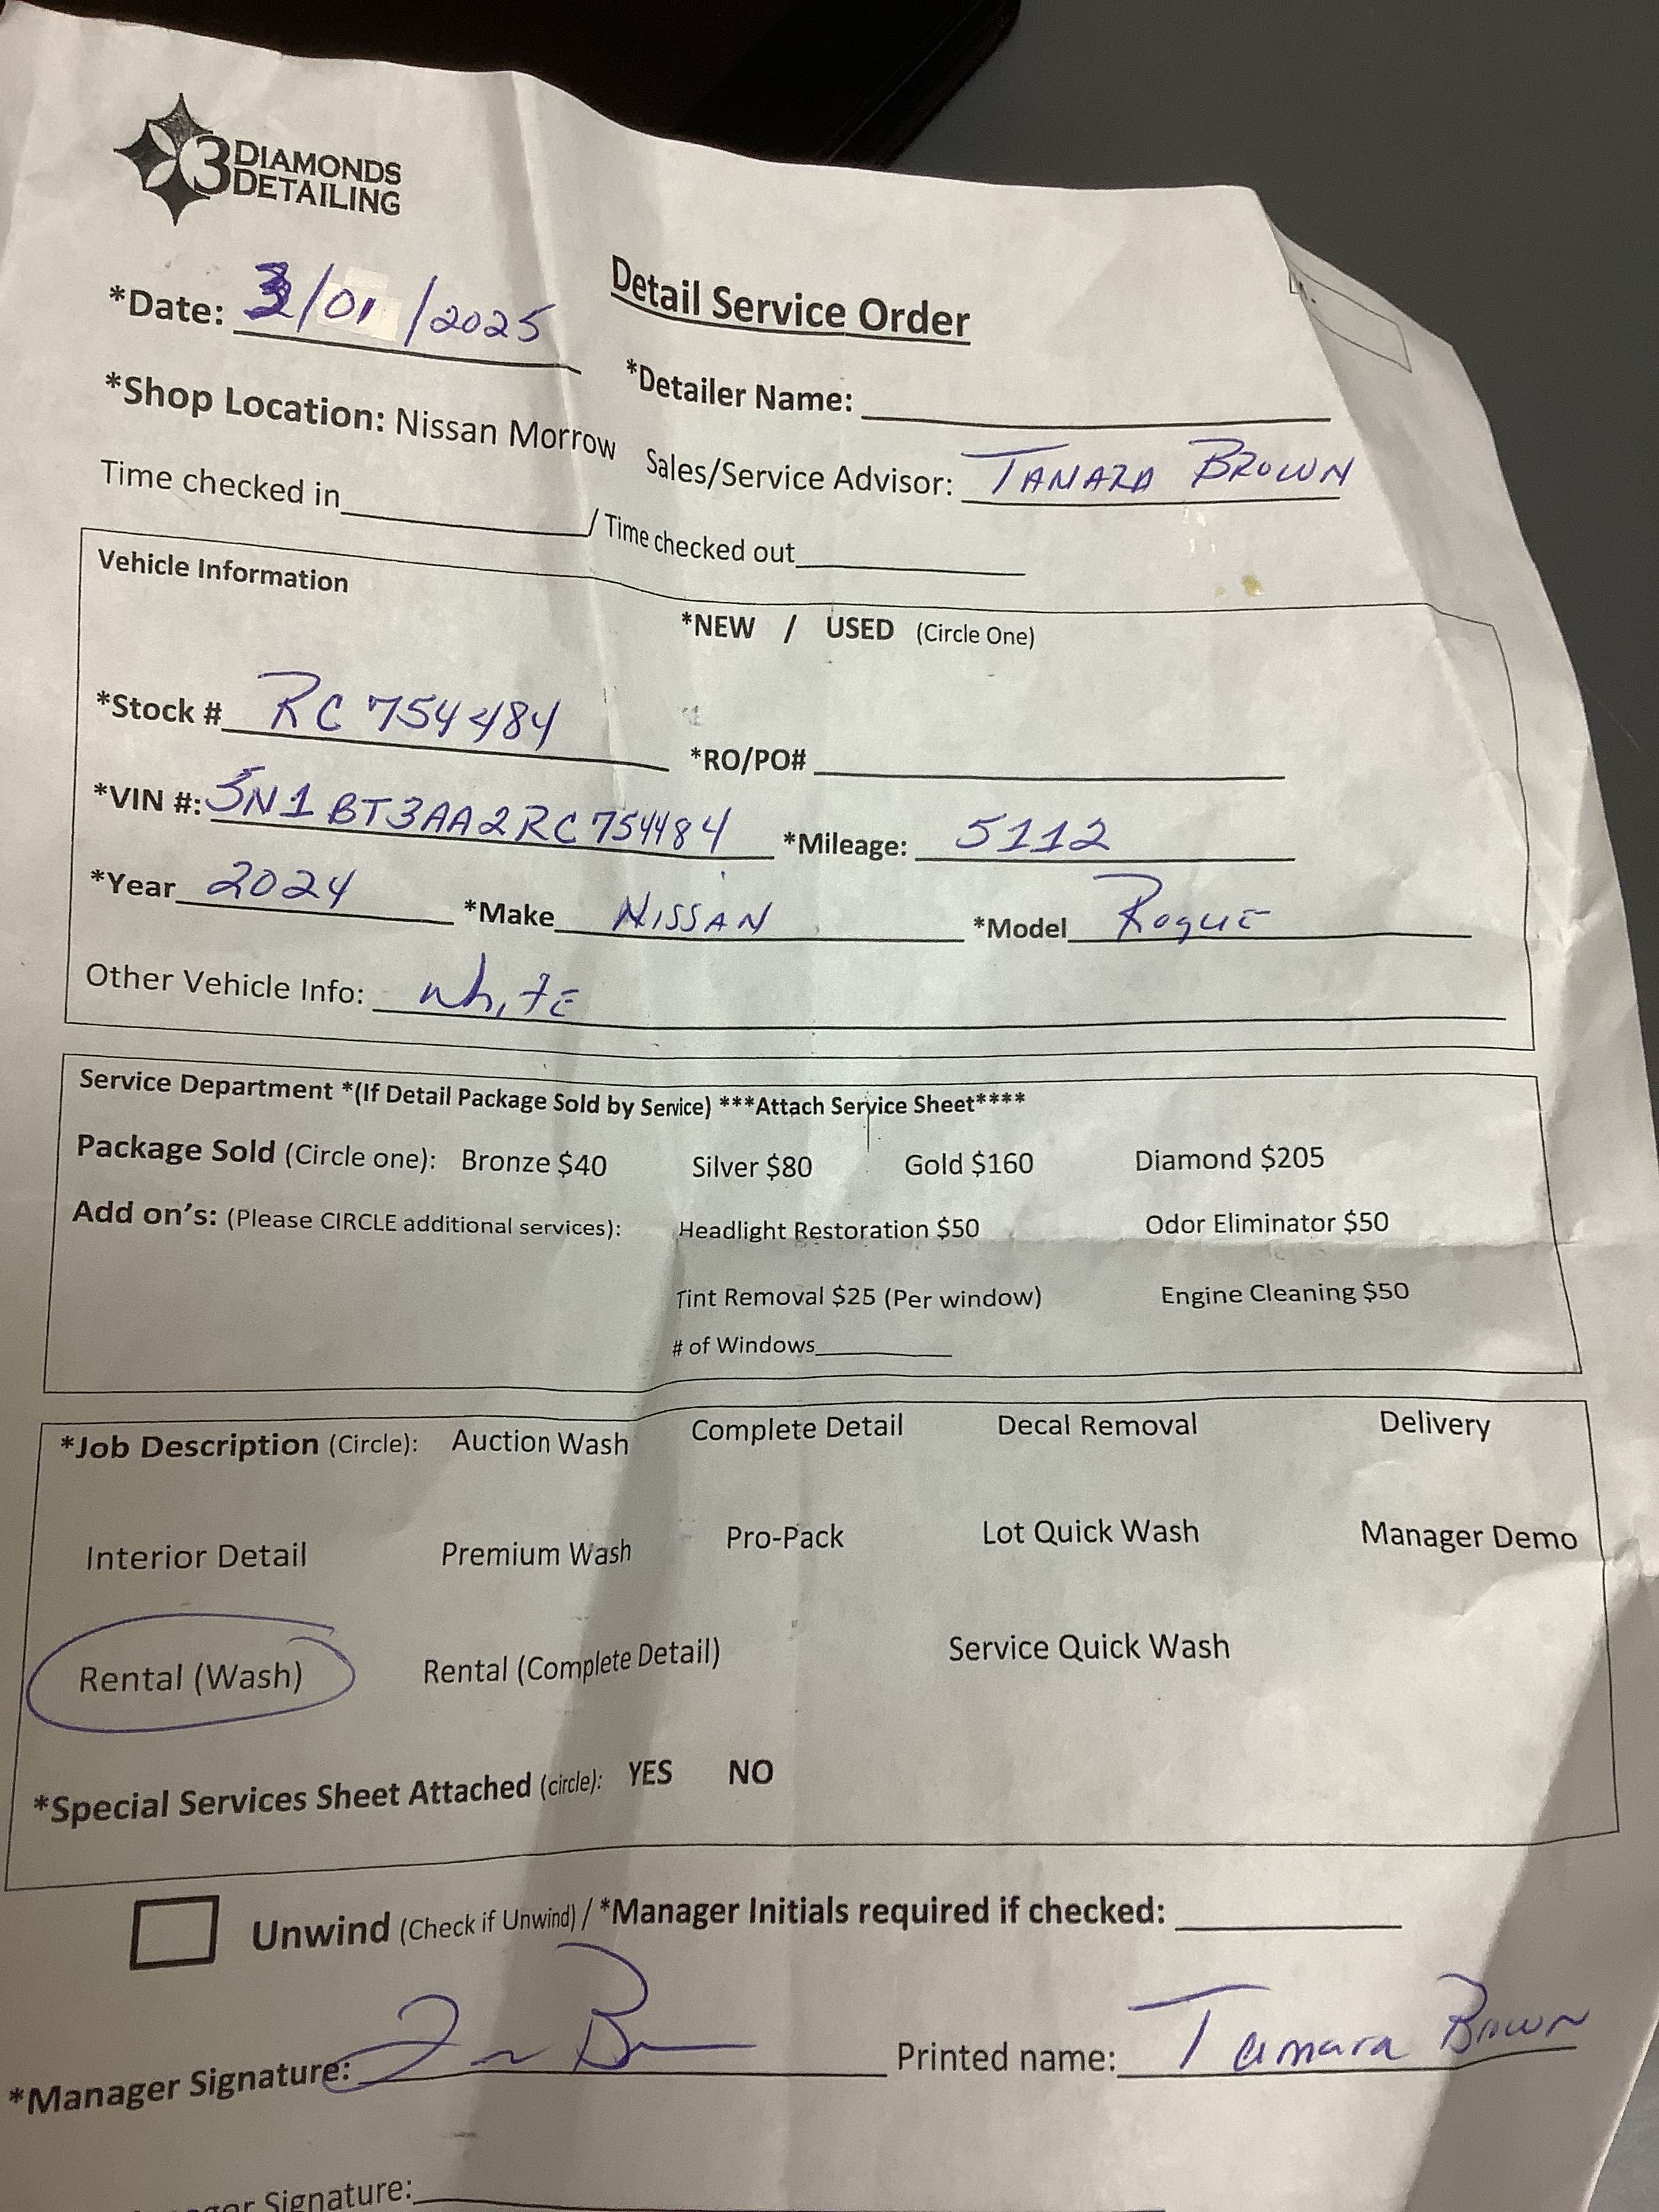 3 DIAMONDS
DETAILING
Detail Service Order
*Date: 3/01/2025
*Detailer Name:
*Shop Location: Nissan Morrow
Sales/Service Advisor: TAMARA BROWN
Time checked in / Time checked out
Vehicle Information
*NEW / USED (Circle One)
*Stock # RC754484
*RO/PO#
*VIN #: 5N1BT3AA2RC754484 *Mileage: 5112
*Year 2024 *Make NISSAN *Model ROGUE
Other Vehicle Info: White
Service Department *(If Detail Package Sold by Service) ***Attach Service Sheet****
Package Sold (Circle one): Bronze $40 Silver $80 Gold $160 Diamond $205
Add on's: (Please CIRCLE additional services): Headlight Restoration $50 Odor Eliminator $50
Tint Removal $25 (Per window) Engine Cleaning $50
# of Windows
*Job Description (Circle): Auction Wash Complete Detail Decal Removal Delivery
Interior Detail Premium Wash Pro-Pack Lot Quick Wash Manager Demo
Rental (Wash) Rental (Complete Detail) Service Quick Wash
*Special Services Sheet Attached (circle): YES NO
Unwind (Check if Unwind) / *Manager Initials required if checked:
*Manager Signature: Printed name: Tamara Brown
Signature: